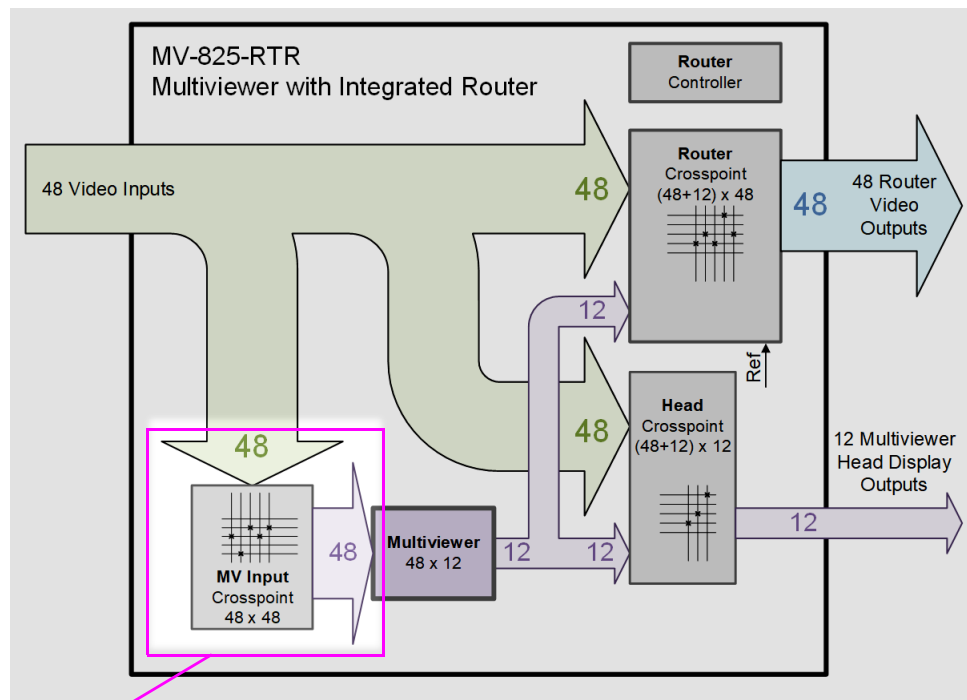 MV-825-RTR
Multiviewer with Integrated Router
Router
Controller
48 Video Inputs
48
Router
Crosspoint
(48+12) x 48
48
48 Router
Video
Outputs
12
Ref
48
48
Head
Crosspoint
(48+12) x 12
12 Multiviewer
Head Display
Outputs
MV Input
Crosspoint
48 x 48
48
Multiviewer
48 x 12
12
12
12